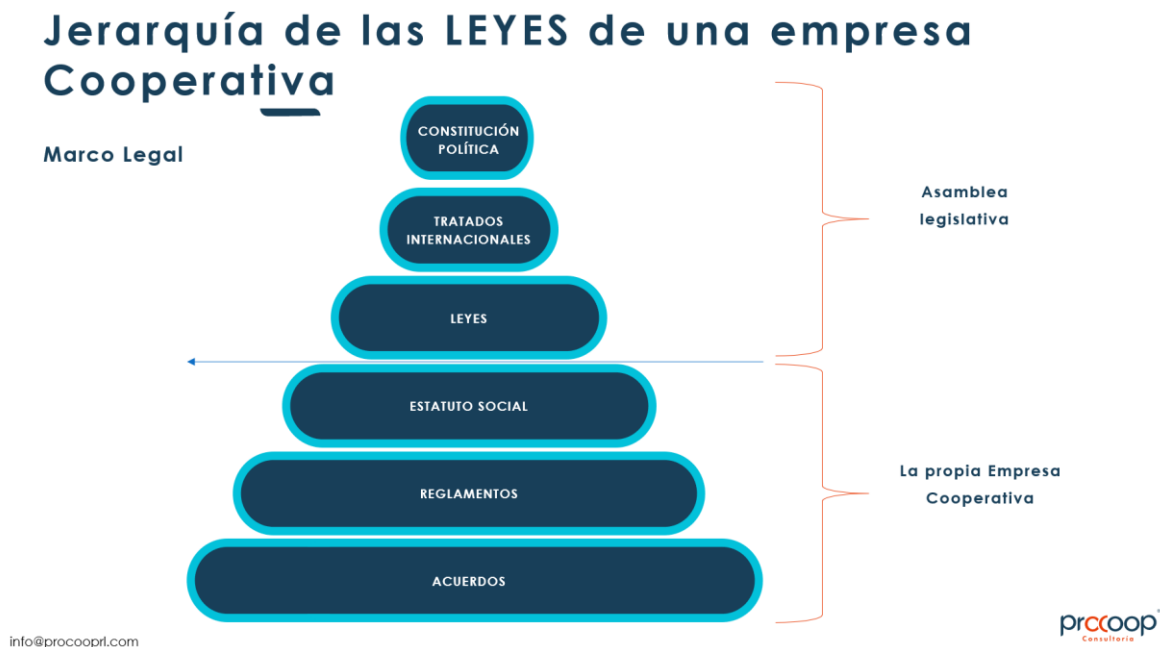 Jerarquía de las LEYES de una empresa
Cooperativa
Marco Legal
CONSTITUCIÓN
POLÍTICA
TRATADOS
INTERNACIONALES
LEYES
Asamblea
legislativa
ESTATUTO SOCIAL
REGLAMENTOS
ACUERDOS
La propia Empresa
Cooperativa
info@procooprl.com
prccoop
Consultoría